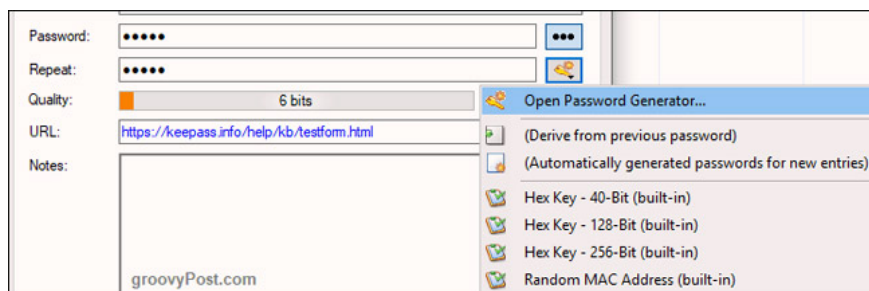 Password: •••••
•••
Repeat: •••••
Quality: 6 bits
URL: https://keepass.info/help/kb/testform.html
Notes:
groovyPost.com
Open Password Generator...
(Derive from previous password)
(Automatically generated passwords for new entries)
Hex Key - 40-Bit (built-in)
Hex Key - 128-Bit (built-in)
Hex Key - 256-Bit (built-in)
Random MAC Address (built-in)